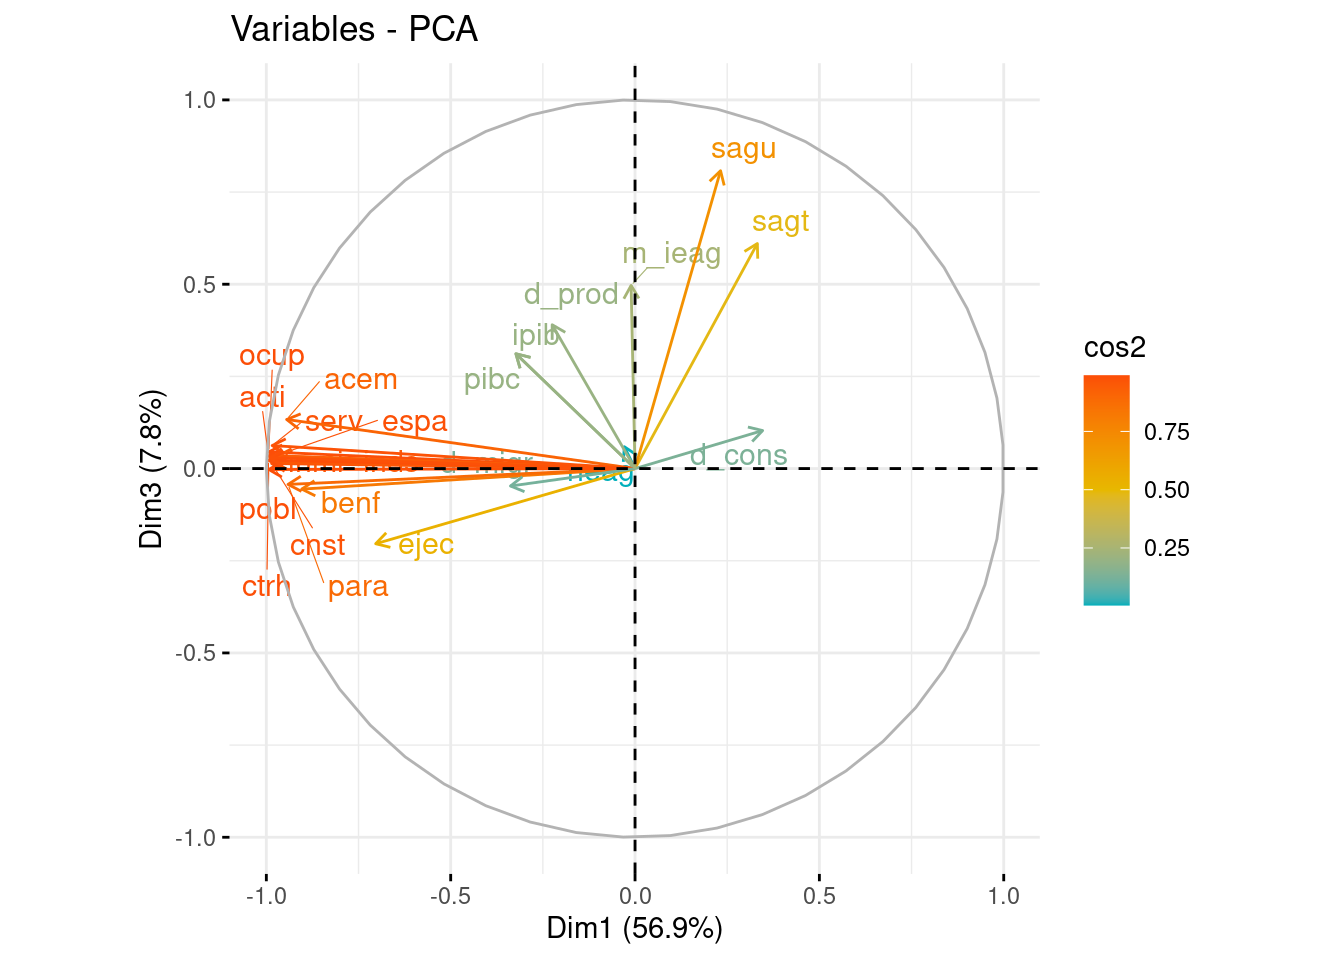 Variables - PCA
1.0
0.5
0.0
-0.5
-1.0
Dim3 (7.8%)
sagu
sagt
m_ieag
d_prod
ipib
pibc
ocup
acem
acti
serv
espa
d_migr
d_cons
pobl
benf
cnst
ejec
ctrh
para
-1.0
-0.5
0.0
0.5
1.0
Dim1 (56.9%)
cos2
0.75
0.50
0.25